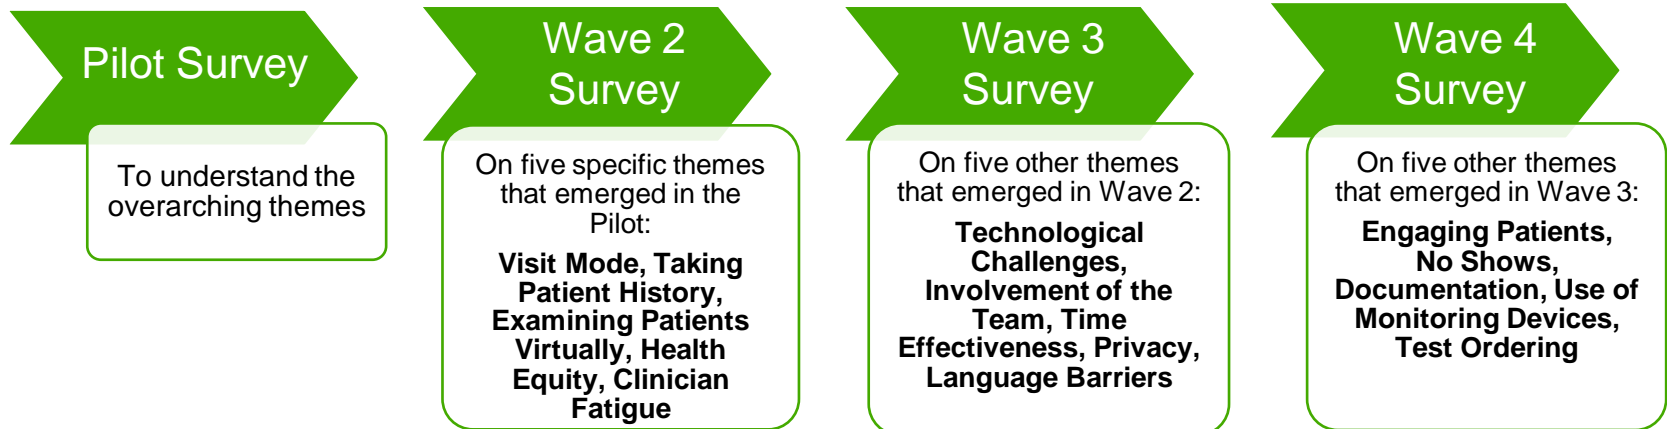 Pilot Survey
To understand the
overarching themes
Wave 2
Survey
On five specific themes
that emerged in the
Pilot:
Visit Mode, Taking
Patient History,
Examining Patients
Virtually, Health
Equity, Clinician
Fatigue
Wave 3
Survey
On five other themes
that emerged in Wave 2:
Technological
Challenges,
Involvement of the
Team, Time
Effectiveness, Privacy,
Language Barriers
Wave 4
Survey
On five other themes
that emerged in Wave 3:
Engaging Patients,
No Shows,
Documentation, Use of
Monitoring Devices,
Test Ordering